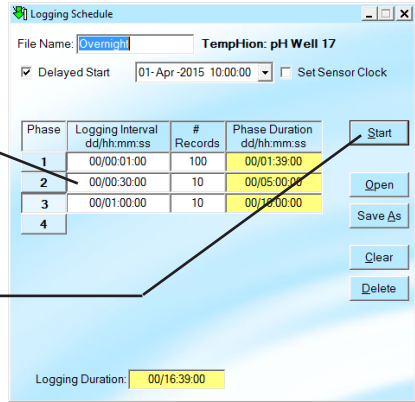 Logging Schedule
File Name: Overnight TempHion: pH Well 17
Delayed Start 01-Apr-2015 10:00:00 Set Sensor Clock
Phase Logging Interval dd/hh:mm:ss # Records Phase Duration dd/hh:mm:ss
Start
1 00/00:01:00 100 00/01:39:00
2 00/00:30:00 10 00/05:00:00
Open
3 00/01:00:00 10 00/10:00:00
Save As
4
Clear
Delete
Logging Duration: 00/16:39:00